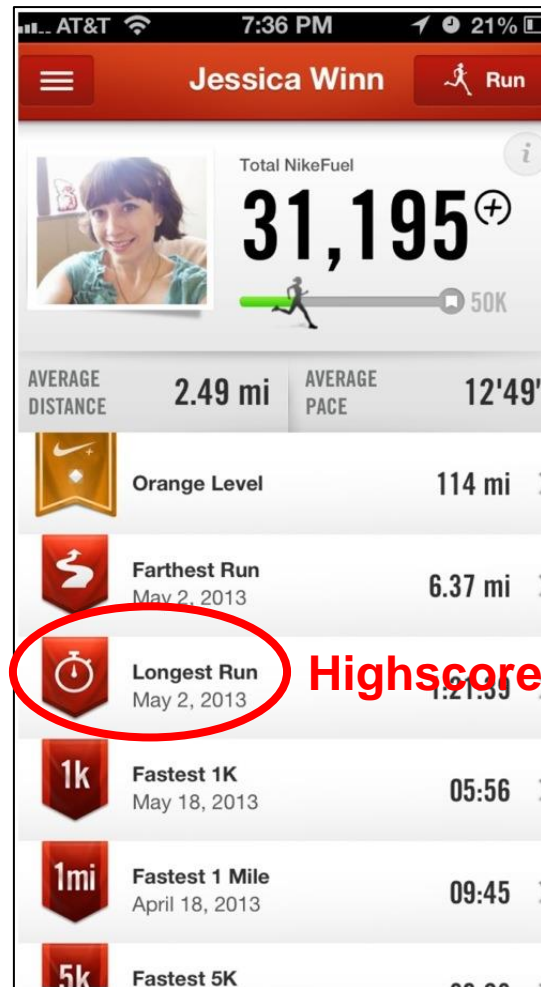 AT&T 7:36 PM 21%
Jessica Winn Run
i
Total NikeFuel
31,195
50K
AVERAGE DISTANCE 2.49 mi AVERAGE PACE 12'49"
Orange Level 114 mi
Farthest Run 6.37 mi
May 2, 2013
Longest Run Highscore
May 2, 2013
1k Fastest 1K 05:56
May 18, 2013
1mi Fastest 1 Mile 09:45
April 18, 2013
5k Fastest 5K